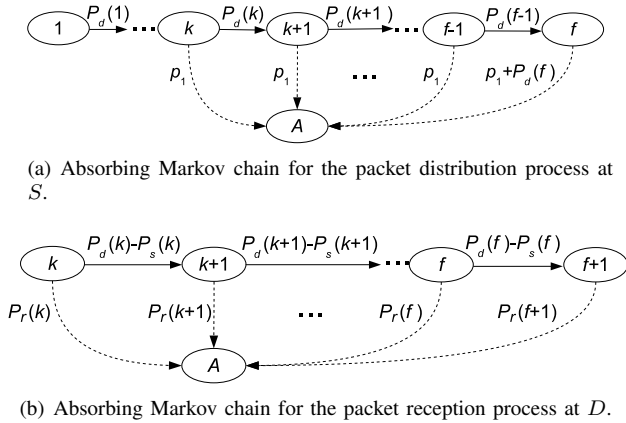 P_d(1) P_d(k) P_d(k+1) P_d(f-1)
1 ... k k+1 ... f-1 f
p_1 p_1 ... p_1 p_1+P_d(f)
A
(a) Absorbing Markov chain for the packet distribution process at
S.
P_d(k)-P_s(k) P_d(k+1)-P_s(k+1) P_d(f)-P_s(f)
k k+1 ... f f+1
P_r(k) P_r(k+1) ... P_r(f) P_r(f+1)
A
(b) Absorbing Markov chain for the packet reception process at D.